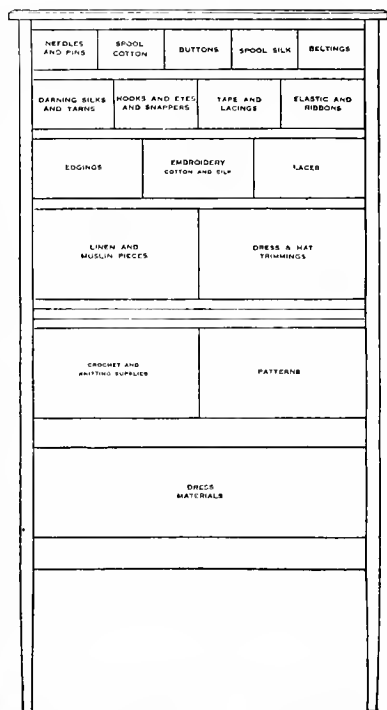 NEEDLES
AND PINS
SPOOL
COTTON
BUTTONS
SPOOL SILK
BELTINGS
DARNING SILKS
AND YARNS
HOOKS AND EYES
AND SNAPPERS
TAPE AND
LACINGS
ELASTIC AND
RIBBONS
EDGINGS
EMBROIDERY
COTTON AND SILK
LACES
LINEN AND
MUSLIN PIECES
DRESS & HAT
TRIMMINGS
CROCHET AND
KNITTING SUPPLIES
PATTERNS
DRESS
MATERIALS